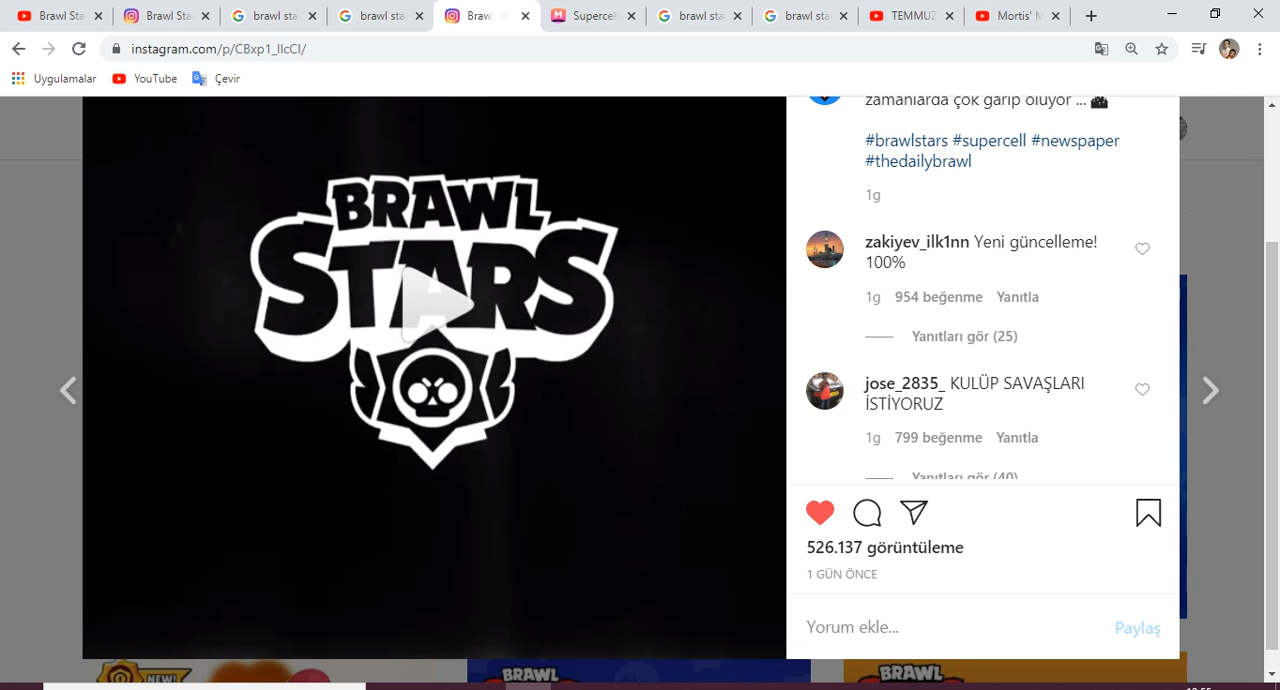 Brawl Sta
Brawl Sta
brawl sta
brawl sta
Braw
Supercel
brawl sta
brawl sta
TEMMUZ
Mortis' M
instagram.com/p/CBxp1_lIcCI/
Uygulamalar
YouTube
Çevir
BRAWL
STARS
zamanlarda çok garip oluyor ...
#brawlstars #supercell #newspaper
#thedailybrawl
1g
zakiyev_ilk1nn Yeni güncelleme!
100%
1g 954 beğenme Yanıtla
Yanıtları gör (25)
jose_2835_ KULÜP SAVAŞLARI
İSTİYORUZ
1g 799 beğenme Yanıtla
Yanıtları gör (40)
526.137 görüntüleme
1 GÜN ÖNCE
Yorum ekle...
Paylaş
NEW!
BRAWL
BRAWL